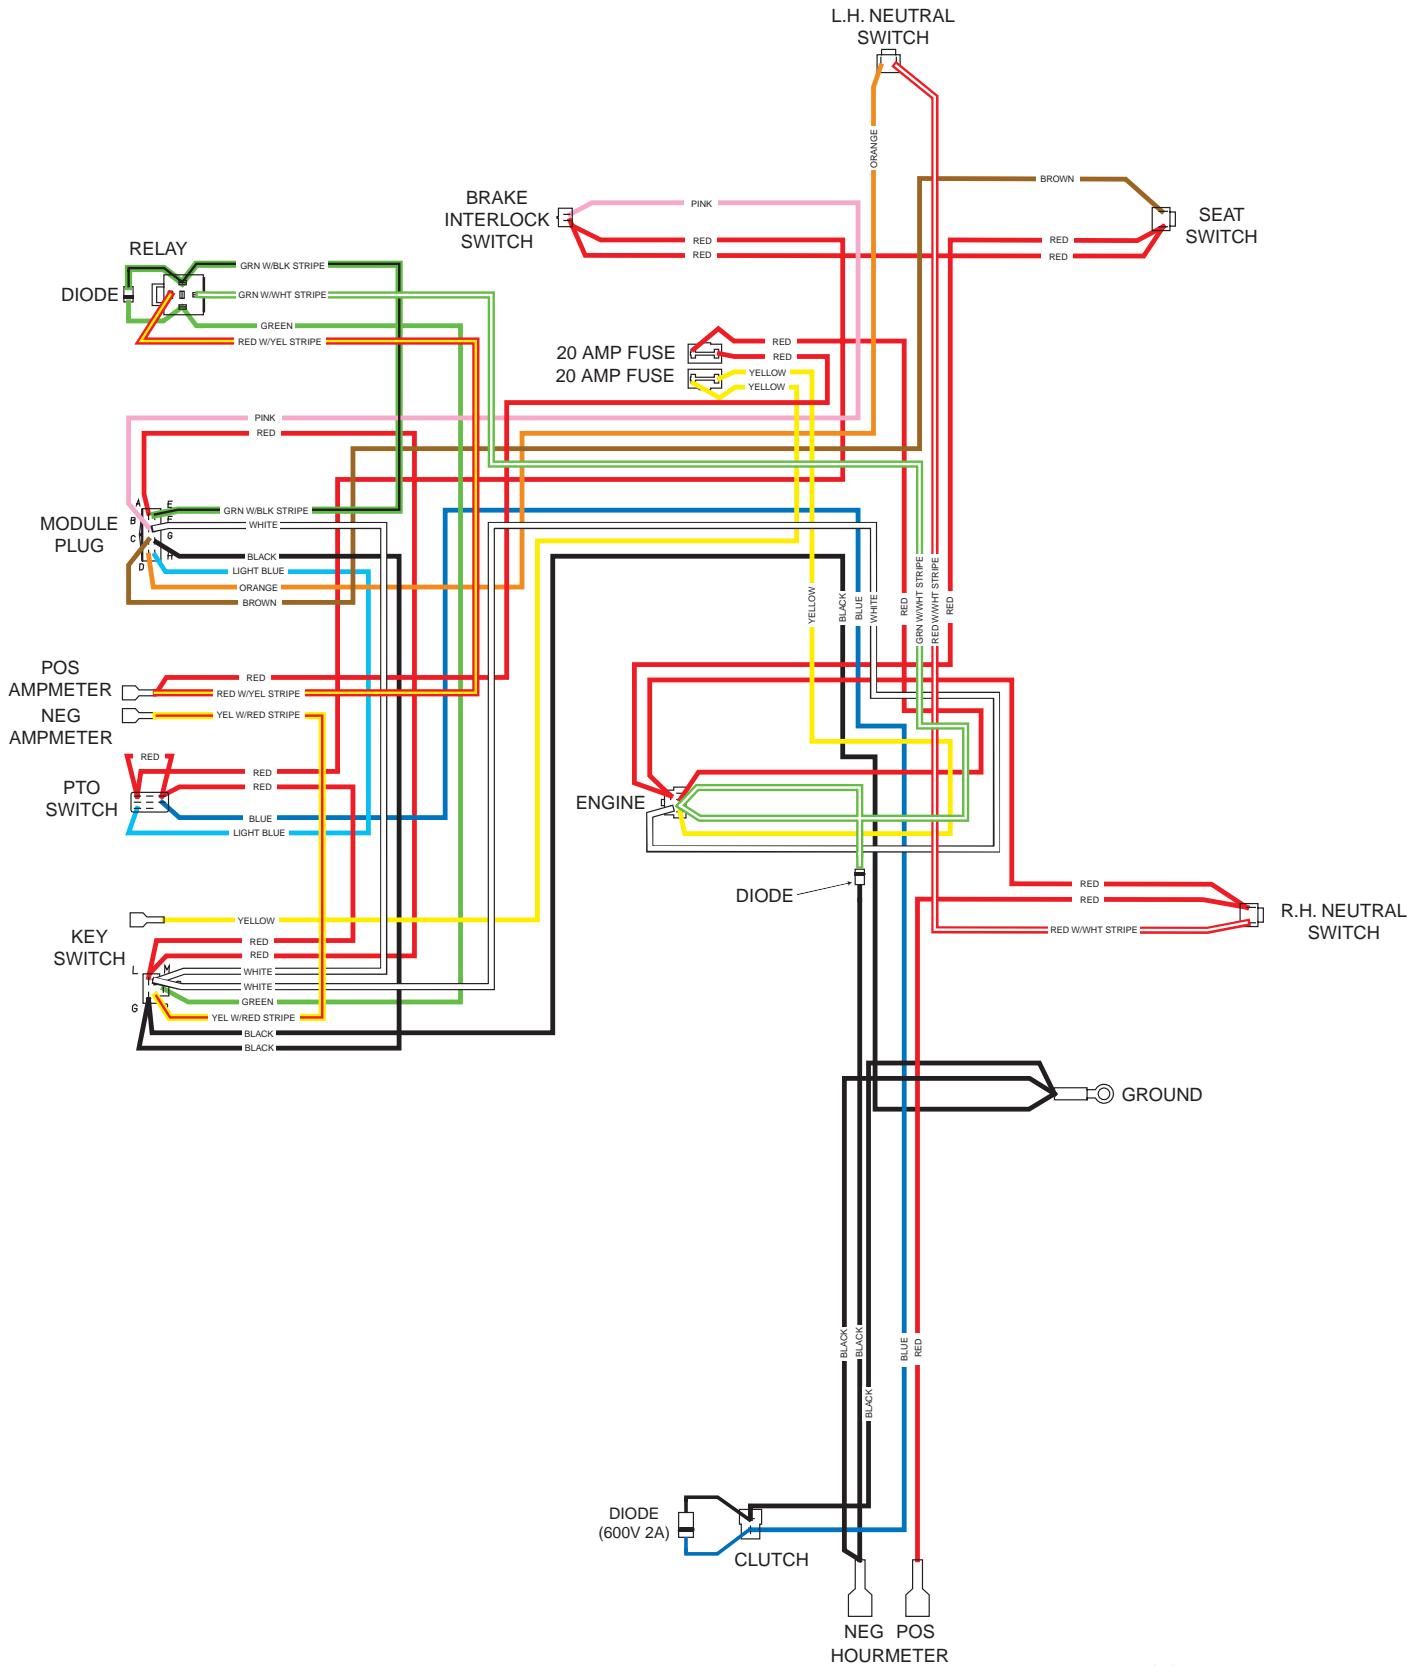 L.H. NEUTRAL
SWITCH
ORANGE
BROWN
BRAKE
INTERLOCK
SWITCH
PINK
RED
RED
RED
RED
SEAT
SWITCH
RELAY
DIODE
GRN W/BLK STRIPE
GRN W/WHT STRIPE
GREEN
RED W/YEL STRIPE
20 AMP FUSE
20 AMP FUSE
RED
RED
YELLOW
YELLOW
PINK
RED
MODULE
PLUG
A
B
C
D
E
F
G
H
GRN W/BLK STRIPE
WHITE
BLACK
LIGHT BLUE
ORANGE
BROWN
YELLOW
BLACK
BLUE
WHITE
RED
GRN W/WHT STRIPE
RED W/WHT STRIPE
RED
POS
AMPMETER
NEG
AMPMETER
RED
RED W/YEL STRIPE
YEL W/RED STRIPE
PTO
SWITCH
RED
RED
RED
BLUE
LIGHT BLUE
ENGINE
DIODE
KEY
SWITCH
YELLOW
L
M
G
RED
RED
WHITE
WHITE
GREEN
YEL W/RED STRIPE
BLACK
BLACK
RED
RED
RED W/WHT STRIPE
R.H. NEUTRAL
SWITCH
GROUND
BLACK
BLACK
BLACK
BLUE
RED
DIODE
(600V 2A)
CLUTCH
NEG POS
HOURMETER